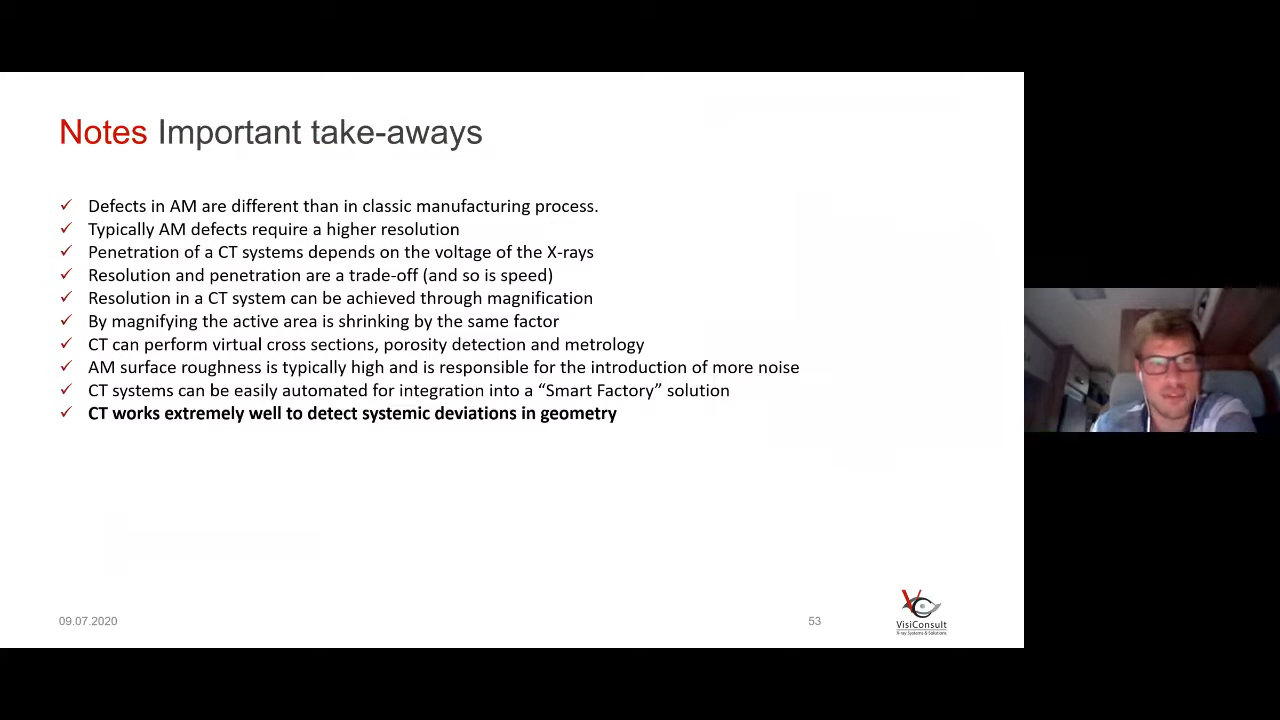 Notes Important take-aways
✓ Defects in AM are different than in classic manufacturing process.
✓ Typically AM defects require a higher resolution
✓ Penetration of a CT systems depends on the voltage of the X-rays
✓ Resolution and penetration are a trade-off (and so is speed)
✓ Resolution in a CT system can be achieved through magnification
✓ By magnifying the active area is shrinking by the same factor
✓ CT can perform virtual cross sections, porosity detection and metrology
✓ AM surface roughness is typically high and is responsible for the introduction of more noise
✓ CT systems can be easily automated for integration into a “Smart Factory” solution
✓ CT works extremely well to detect systemic deviations in geometry
09.07.2020
53
VisiConsult
X-ray Systems & Solutions